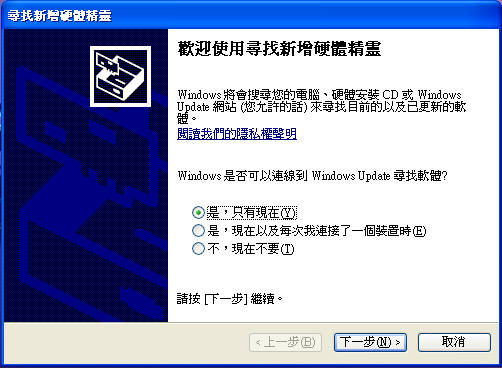 尋找新增硬體精靈
歡迎使用尋找新增硬體精靈
Windows 將會搜尋您的電腦、硬體安裝 CD 或 Windows
Update 網站 (您允許的話) 來尋找目前的以及已更新的軟
體。
閱讀我們的隱私權聲明
Windows 是否可以連線到 Windows Update 尋找軟體?
是，只有現在(Y)
是，現在以及每次我連接了一個裝置時(E)
不，現在不要(T)
請按 [下一步] 繼續。
< 上一步(B) 下一步(N) > 取消